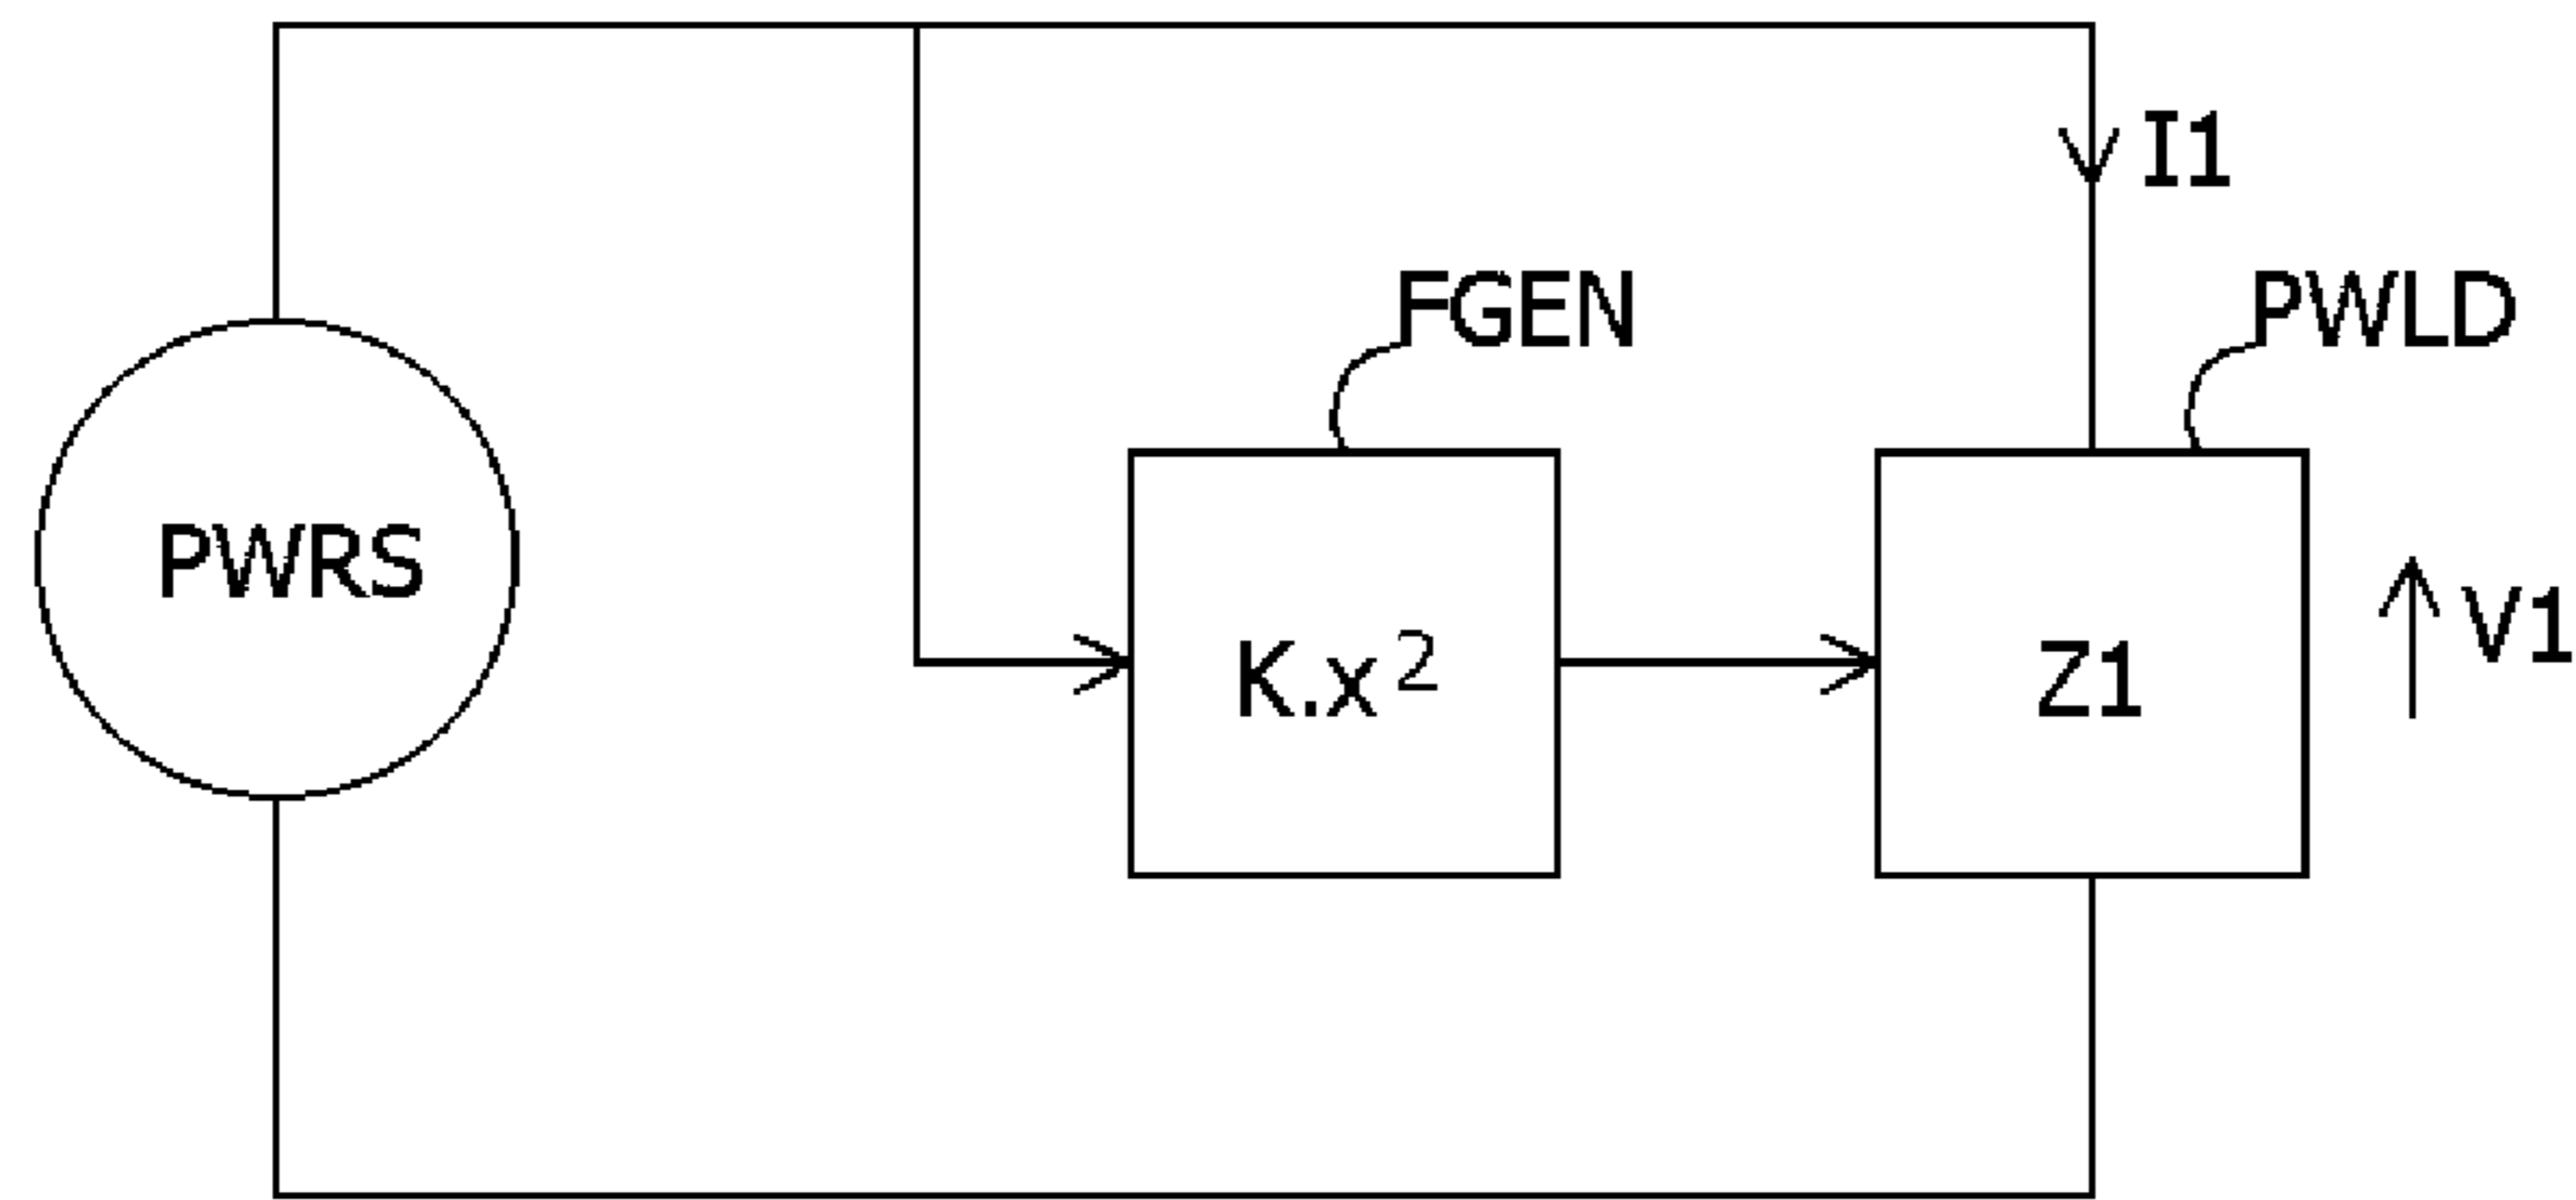 I1
FGEN
PWLD
PWRS
K.x²
Z1
V1